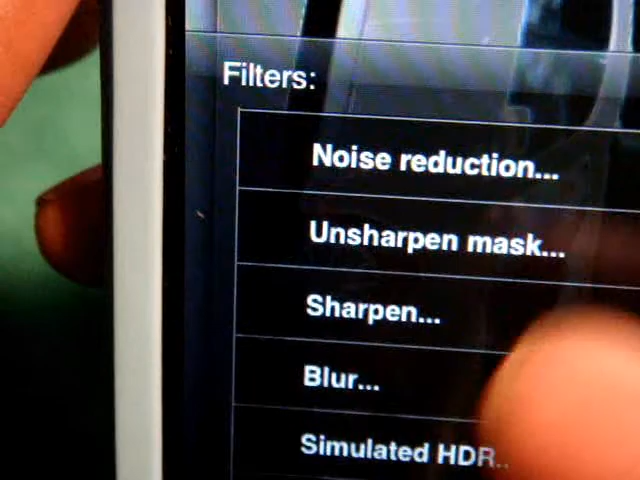 Filters:
Noise reduction...
Unsharpen mask...
Sharpen...
Blur...
Simulated HDR..